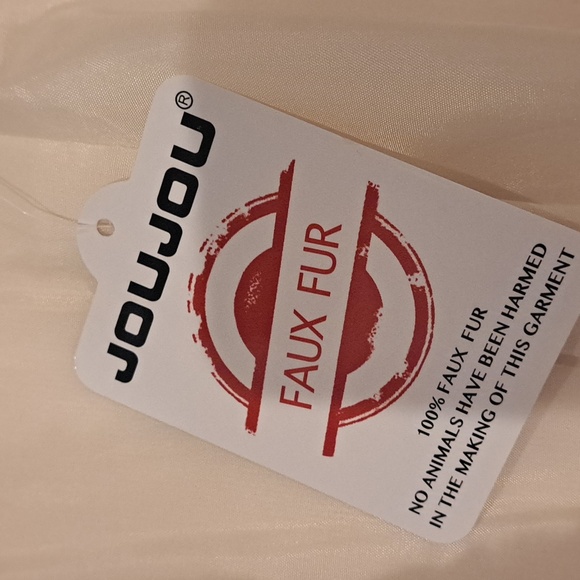 JOUJOU®
FAUX FUR
100% FAUX FUR
NO ANIMALS HAVE BEEN HARMED
IN THE MAKING OF THIS GARMENT